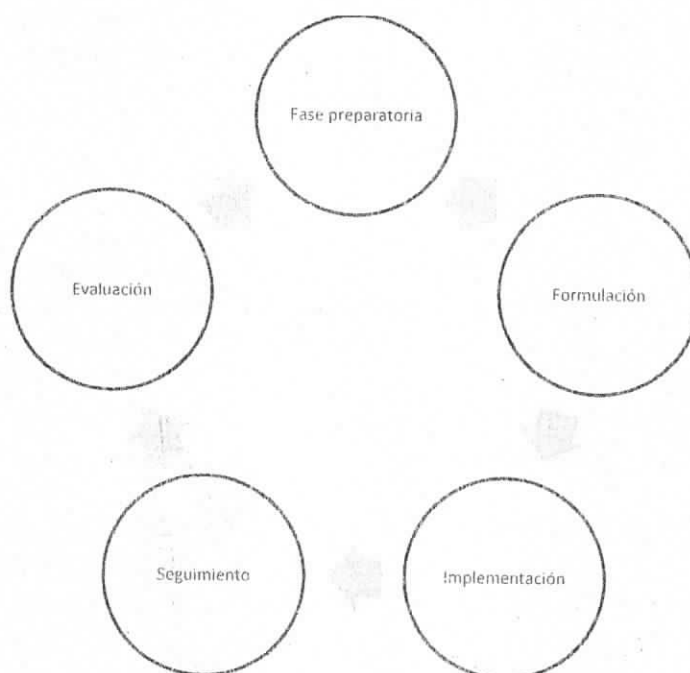 Fase preparatoria
Formulación
Implementación
Seguimiento
Evaluación